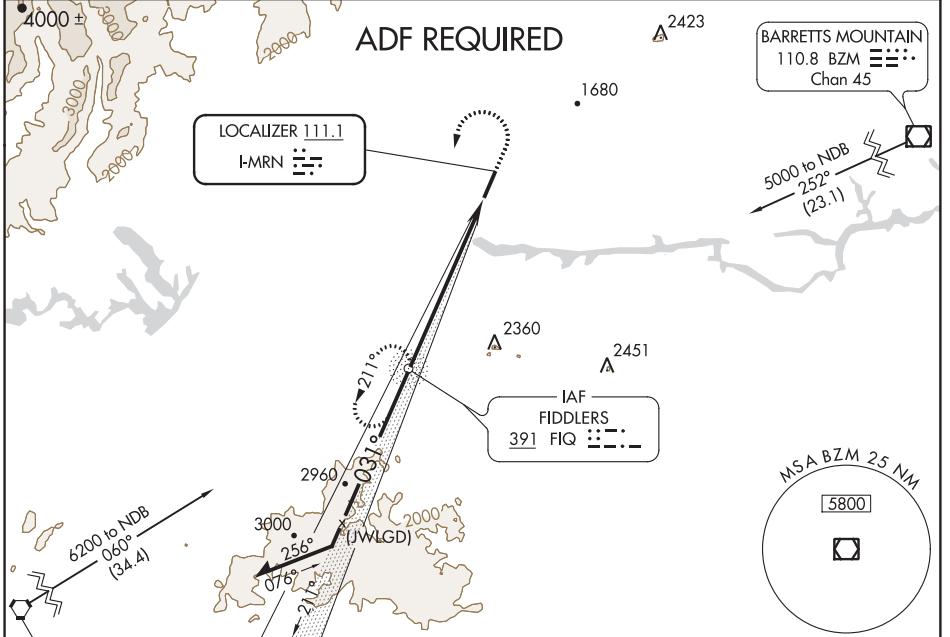 4000 ±
2000
3000
2000
ADF REQUIRED
2423
1680
BARRETTS MOUNTAIN
110.8 BZM
Chan 45
LOCALIZER 111.1
I-MRN
5000 to NDB
252°
(23.1)
2360
2451
211°
IAF
FIDDLERS
391 FIQ
031°
2960
3000
2000
(JWLGD)
256°
076°
211°
6200 to NDB
060°
(34.4)
MSA BZM 25 NM
5800